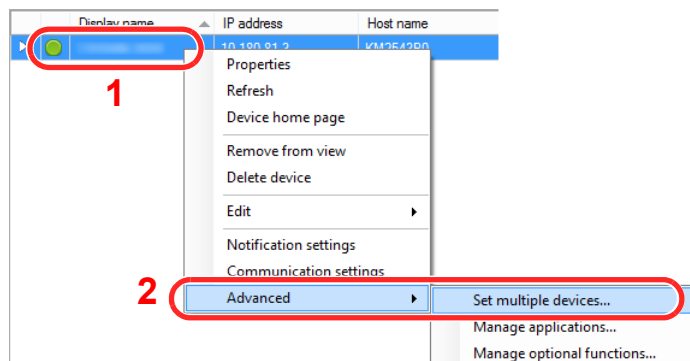 Display name IP address Host name
10.180.81.2 KM2542B0
1
Properties
Refresh
Device home page
Remove from view
Delete device
Edit
Notification settings
Communication settings
2 Advanced Set multiple devices...
Manage applications...
Manage optional functions...